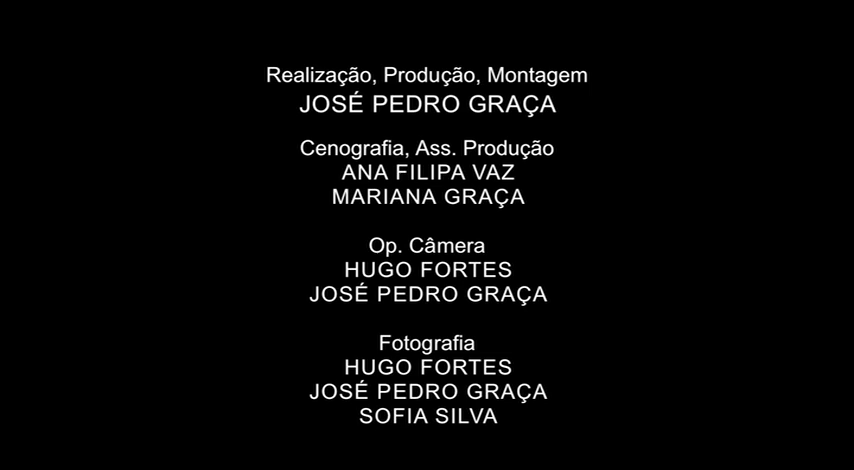 Realização, Produção, Montagem
JOSÉ PEDRO GRAÇA
Cenografia, Ass. Produção
ANA FILIPA VAZ
MARIANA GRAÇA
Op. Câmera
HUGO FORTES
JOSÉ PEDRO GRAÇA
Fotografia
HUGO FORTES
JOSÉ PEDRO GRAÇA
SOFIA SILVA